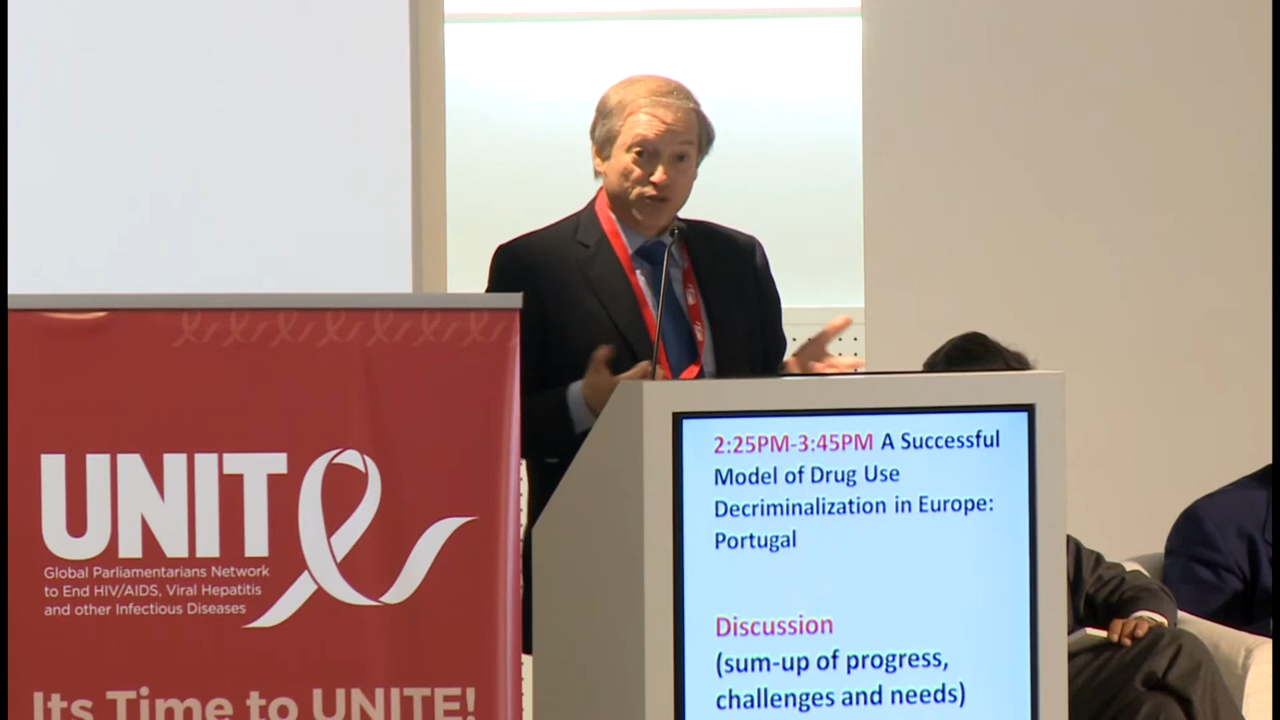 UNITE
Global Parliamentarians Network
to End HIV/AIDS, Viral Hepatitis
and other Infectious Diseases
Its Time to UNITE!
2:25PM-3:45PM A Successful
Model of Drug Use
Decriminalization in Europe:
Portugal
Discussion
(sum-up of progress,
challenges and needs)